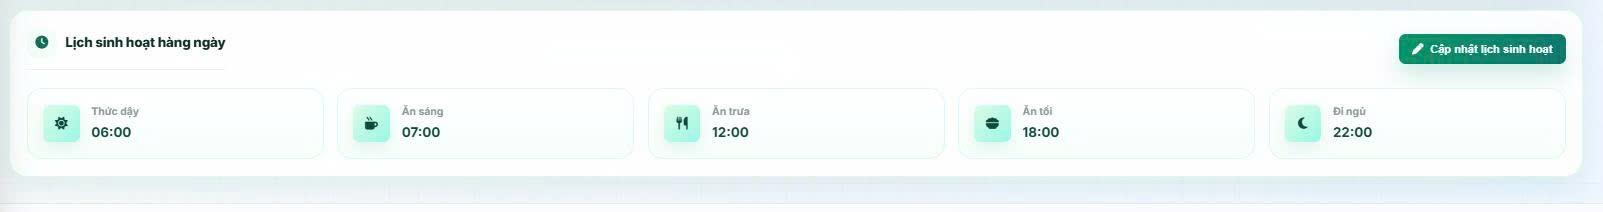 Lịch sinh hoạt hàng ngày
Cập nhật lịch sinh hoạt
Thức dậy
06:00
Ăn sáng
07:00
Ăn trưa
12:00
Ăn tối
18:00
Đi ngủ
22:00